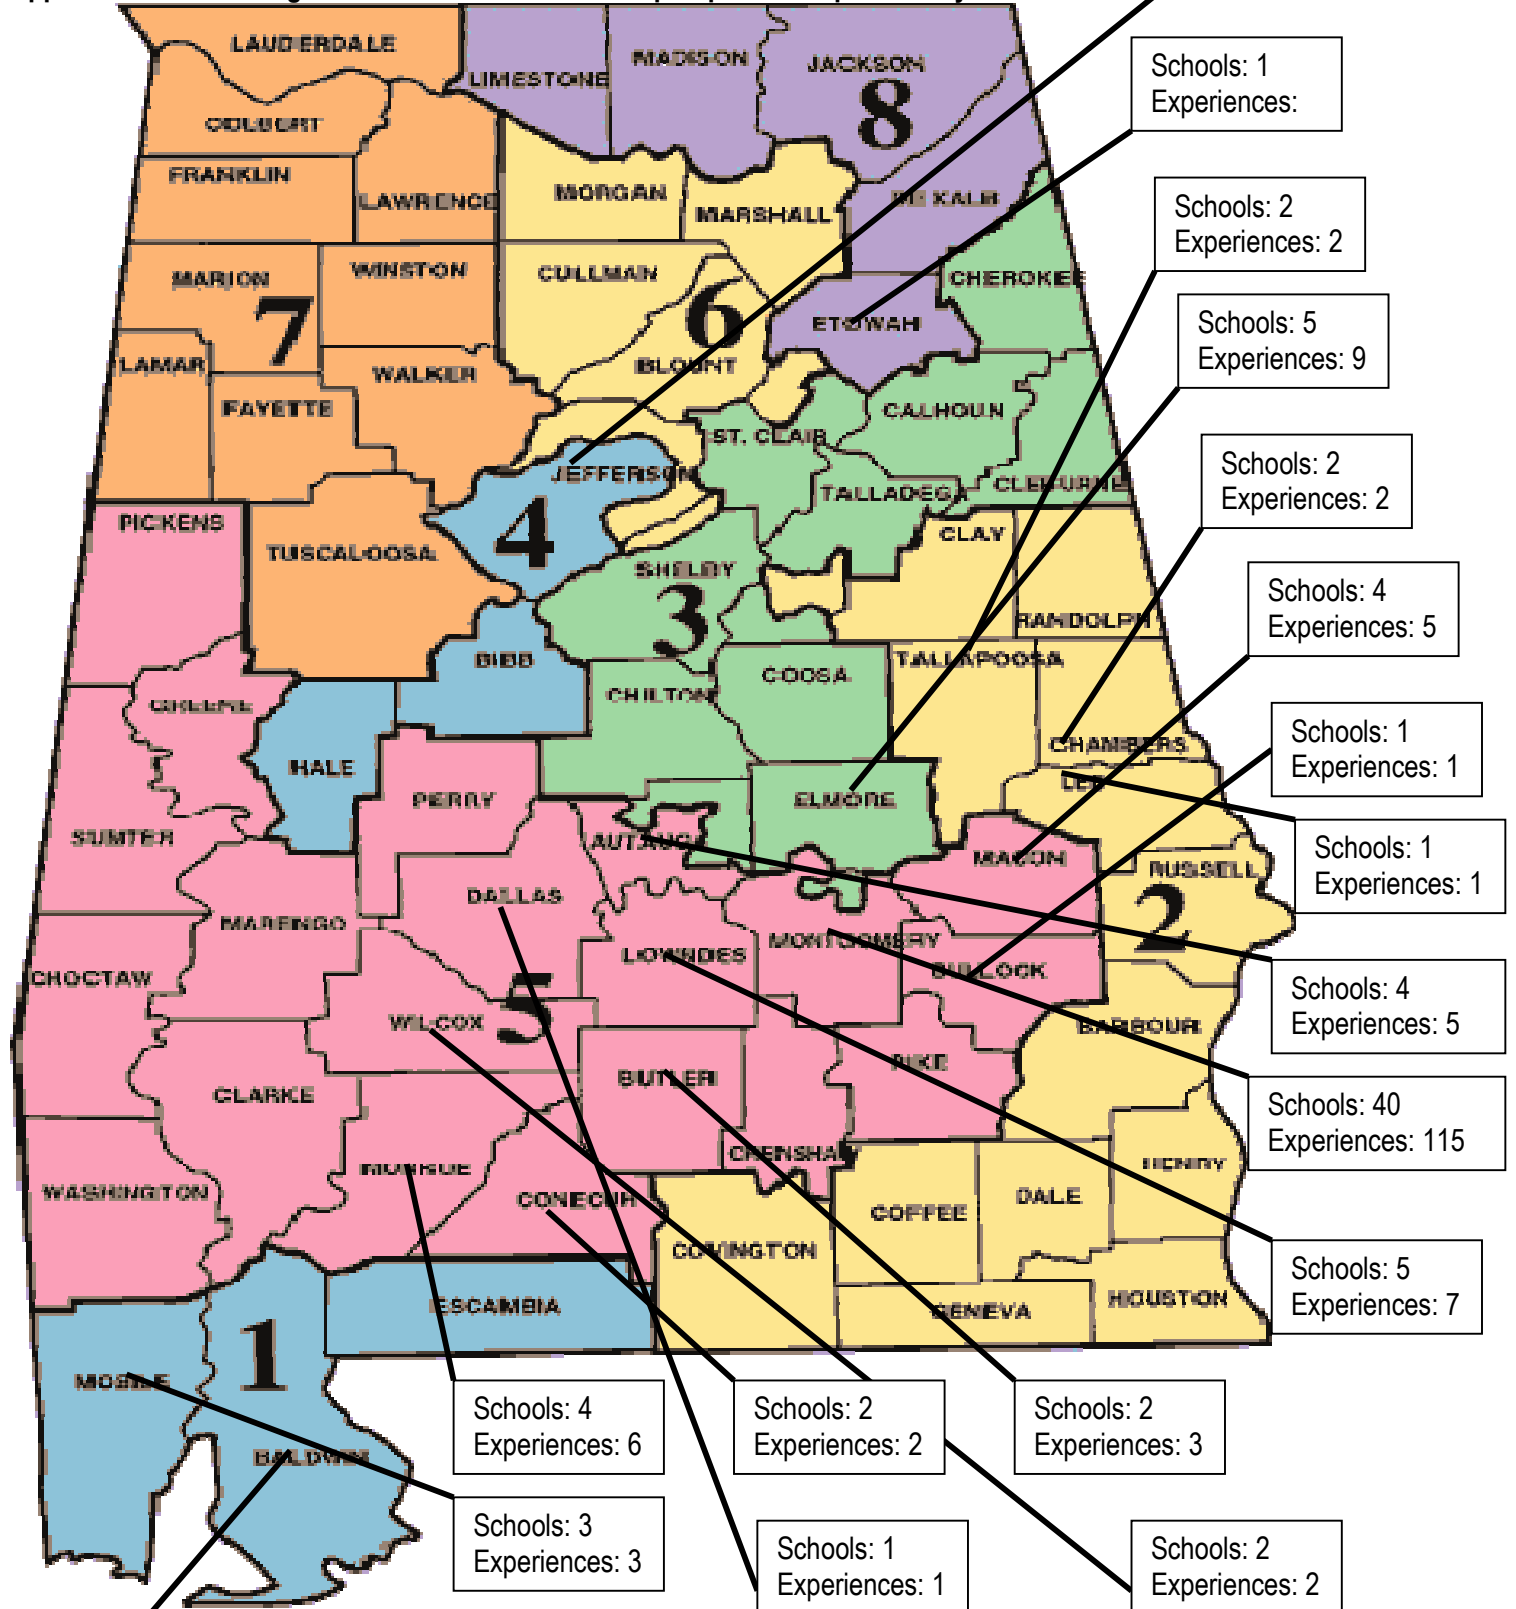 LAUDERDALE
LIMESTONE
MADISON
JACKSON
8
COLBERT
FRANKLIN
LAWRENCE
MORGAN
MARSHALL
DE KALB
MARION
WINSTON
CULLMAN
CHEROKEE
7
6
ETOWAH
LAMAR
WALKER
BLOUNT
FAYETTE
CALHOUN
ST. CLAIR
JEFFERSON
TALLADEGA
CLEBURNE
PICKENS
TUSCALOOSA
4
CLAY
SHELBY
3
RANDOLPH
BIBB
TALLAPOOSA
COOSA
CHILTON
GREENE
CHAMBERS
HALE
LEE
PERRY
ELMORE
SUMTER
AUTAUGA
MACON
RUSSELL
DALLAS
2
MARENGO
MONTGOMERY
LOWNDES
CHOCTAW
BULLOCK
5
WILCOX
BARBOUR
PIKE
BUTLER
CLARKE
CRENSHAW
MONROE
HENRY
WASHINGTON
CONECUH
DALE
COFFEE
COVINGTON
ESCAMBIA
GENEVA
HOUSTON
1
MOBILE
BALDWIN
Schools: 1
Experiences:
Schools: 2
Experiences: 2
Schools: 5
Experiences: 9
Schools: 2
Experiences: 2
Schools: 4
Experiences: 5
Schools: 1
Experiences: 1
Schools: 1
Experiences: 1
Schools: 4
Experiences: 5
Schools: 40
Experiences: 115
Schools: 5
Experiences: 7
Schools: 4
Experiences: 6
Schools: 2
Experiences: 2
Schools: 2
Experiences: 3
Schools: 3
Experiences: 3
Schools: 1
Experiences: 1
Schools: 2
Experiences: 2